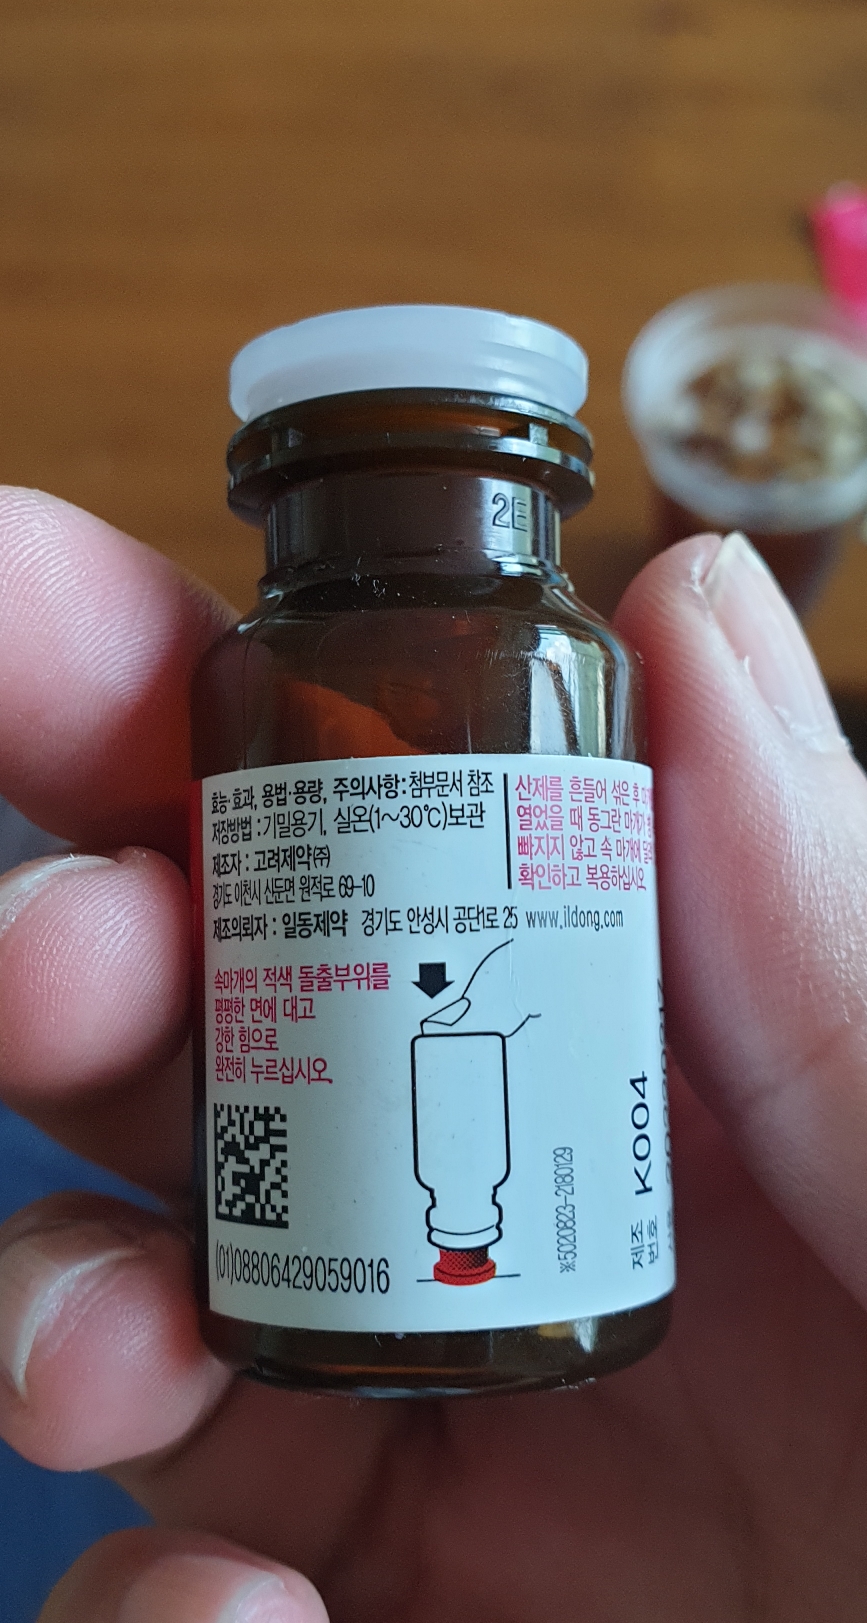 2E
효능·효과, 용법·용량, 주의사항 : 첨부문서 참조
저장방법 : 기밀용기, 실온(1~30℃)보관
제조자 : 고려제약㈜
경기도 이천시 신둔면 원적로 69-10
제조의뢰자 : 일동제약 경기도 안성시 공단1로 25 www.ildong.com
산제를 흔들어 섞은 후
열었을 때 동그란 마개가
빠지지 않고 속 마개에
확인하고 복용하십시오
속마개의 적색 돌출부위를
평평한 면에 대고
강한 힘으로
완전히 누르십시오.
(01)08806429059016
※5020823-2180129
제조
번호 K004